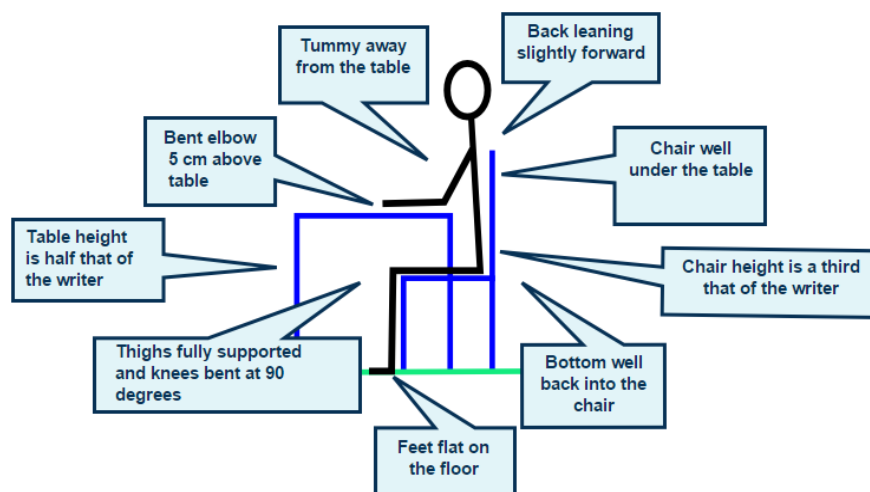 Back leaning
slightly forward
Tummy away
from the table
Bent elbow
5 cm above
table
Chair well
under the table
Table height
is half that of
the writer
Chair height is a third
that of the writer
Thighs fully supported
and knees bent at 90
degrees
Bottom well
back into the
chair
Feet flat on
the floor